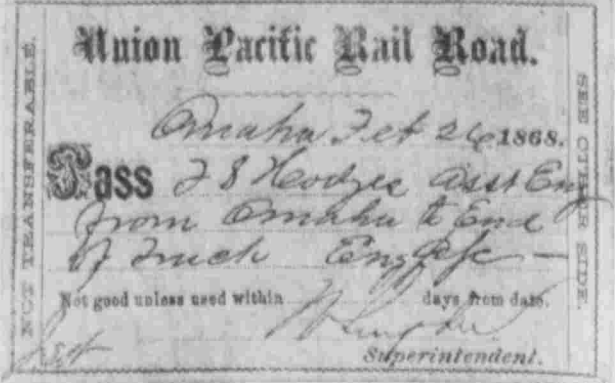 Union Pacific Rail Road.
Omaha Feb 26 1868.
Pass F S Hodges Asst Eng
from Omaha to End
of Track Eng
Not good unless used within days from date.
Superintendent.
NOT TRANSFERABLE.
SEE OTHER SIDE.